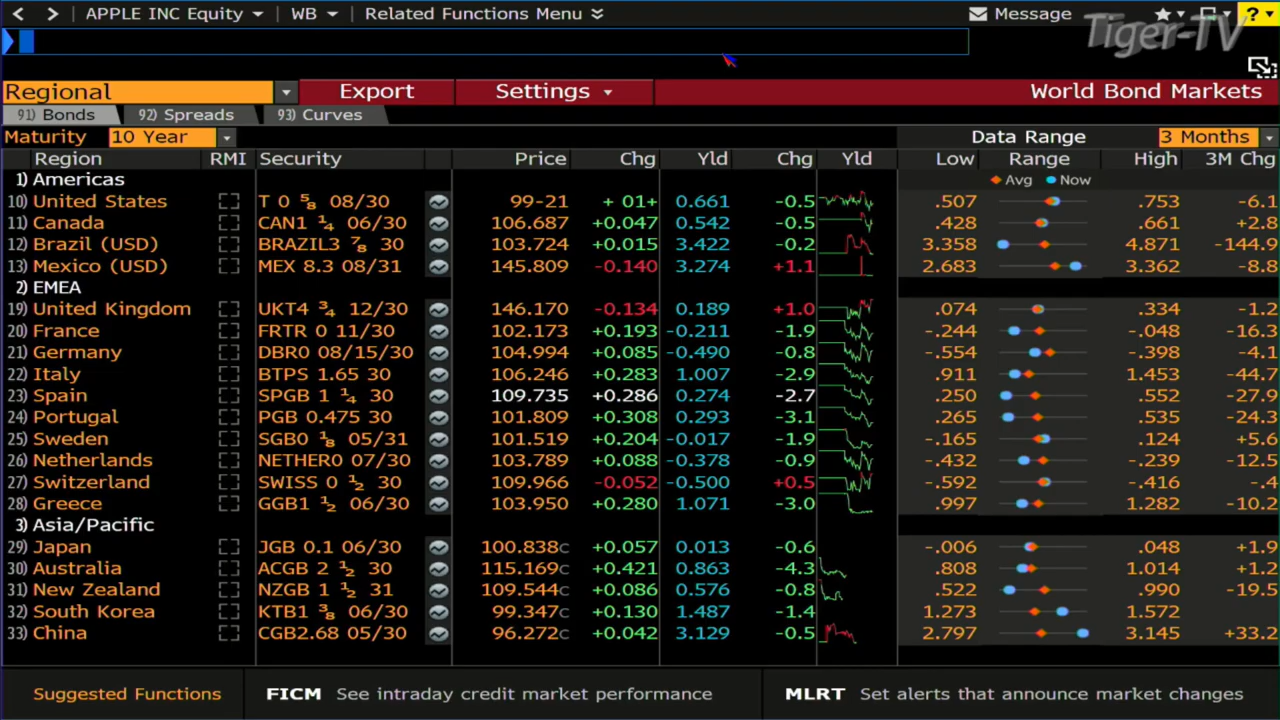 APPLE INC Equity WB Related Functions Menu Message ?
Tiger-TV
Regional Export Settings World Bond Markets
91) Bonds 92) Spreads 93) Curves
Maturity 10 Year Data Range 3 Months
Region RMI Security Price Chg Yld Chg Yld Low Range High 3M Chg
1) Americas Avg Now
10) United States T 0 ⅝ 08/30 99-21 + 01+ 0.661 -0.5 .507 .753 -6.1
11) Canada CAN1 ¼ 06/30 106.687 +0.047 0.542 -0.5 .428 .661 +2.8
12) Brazil (USD) BRAZIL3 ⅞ 30 103.724 +0.015 3.422 -0.2 3.358 4.871 -144.9
13) Mexico (USD) MEX 8.3 08/31 145.809 -0.140 3.274 +1.1 2.683 3.362 -8.8
2) EMEA
19) United Kingdom UKT4 ¾ 12/30 146.170 -0.134 0.189 +1.0 .074 .334 -1.2
20) France FRTR 0 11/30 102.173 +0.193 -0.211 -1.9 -.244 -.048 -16.3
21) Germany DBR0 08/15/30 104.994 +0.085 -0.490 -0.8 -.554 -.398 -4.1
22) Italy BTPS 1.65 30 106.246 +0.283 1.007 -2.9 .911 1.453 -44.7
23) Spain SPGB 1 ¼ 30 109.735 +0.286 0.274 -2.7 .250 .552 -27.9
24) Portugal PGB 0.475 30 101.809 +0.308 0.293 -3.1 .265 .535 -24.3
25) Sweden SGB0 ⅛ 05/31 101.519 +0.204 -0.017 -1.9 -.165 .124 +5.6
26) Netherlands NETHER0 07/30 103.789 +0.088 -0.378 -0.9 -.432 -.239 -12.5
27) Switzerland SWISS 0 ½ 30 109.966 -0.052 -0.500 +0.5 -.592 -.416 -.4
28) Greece GGB1 ½ 06/30 103.950 +0.280 1.071 -3.0 .997 1.282 -10.2
3) Asia/Pacific
29) Japan JGB 0.1 06/30 100.838c +0.057 0.013 -0.6 -.006 .048 +1.9
30) Australia ACGB 2 ½ 30 115.169c +0.421 0.863 -4.3 .808 1.014 +1.2
31) New Zealand NZGB 1 ½ 31 109.544c +0.086 0.576 -0.8 .522 .990 -19.5
32) South Korea KTB1 ⅜ 06/30 99.347c +0.130 1.487 -1.4 1.273 1.572
33) China CGB2.68 05/30 96.272c +0.042 3.129 -0.5 2.797 3.145 +33.2
Suggested Functions FICM See intraday credit market performance MLRT Set alerts that announce market changes